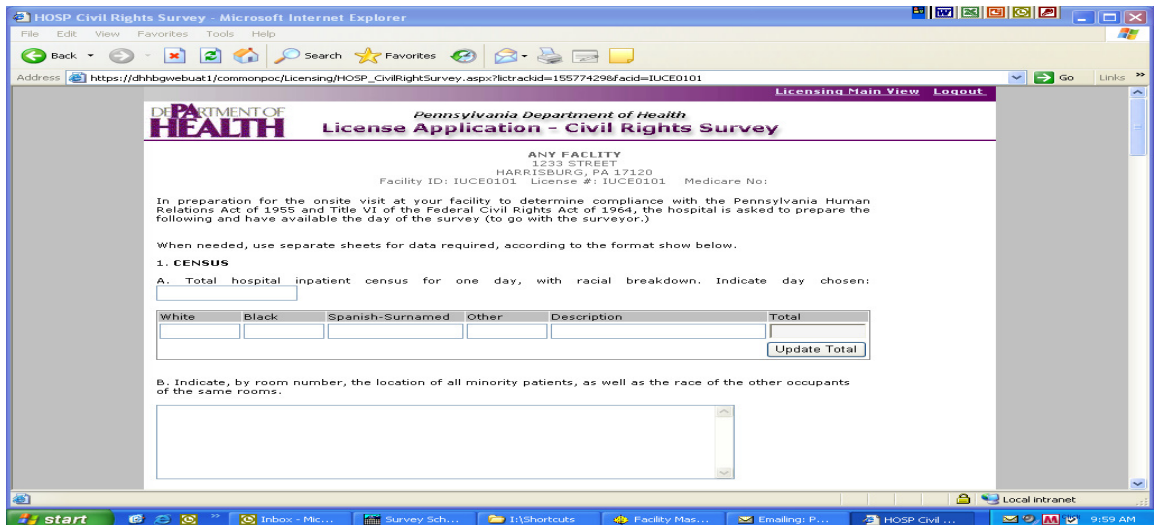 HOSP Civil Rights Survey - Microsoft Internet Explorer
File Edit View Favorites Tools Help
Back Search Favorites
Address https://dhhbgwebuat1/commonpoc/Licensing/HOSP_CivilRightSurvey.aspx?lictrackid=15577429&facid=IUCE0101 Go Links »
Licensing Main View Logout
DEPARTMENT OF
HEALTH
Pennsylvania Department of Health
License Application - Civil Rights Survey
ANY FACLITY
1233 STREET
HARRISBURG, PA 17120
Facility ID: IUCE0101 License #: IUCE0101 Medicare No:
In preparation for the onsite visit at your facility to determine compliance with the Pennsylvania Human
Relations Act of 1955 and Title VI of the Federal Civil Rights Act of 1964, the hospital is asked to prepare the
following and have available the day of the survey (to go with the surveyor.)
When needed, use separate sheets for data required, according to the format show below.
1. CENSUS
A. Total hospital inpatient census for one day, with racial breakdown. Indicate day chosen:
White Black Spanish-Surnamed Other Description Total
Update Total
B. Indicate, by room number, the location of all minority patients, as well as the race of the other occupants
of the same rooms.
Local intranet
start » Inbox - Mic... Survey Sch... I:\Shortcuts Facility Mas... Emailing: P... HOSP Civil ... 9:59 AM